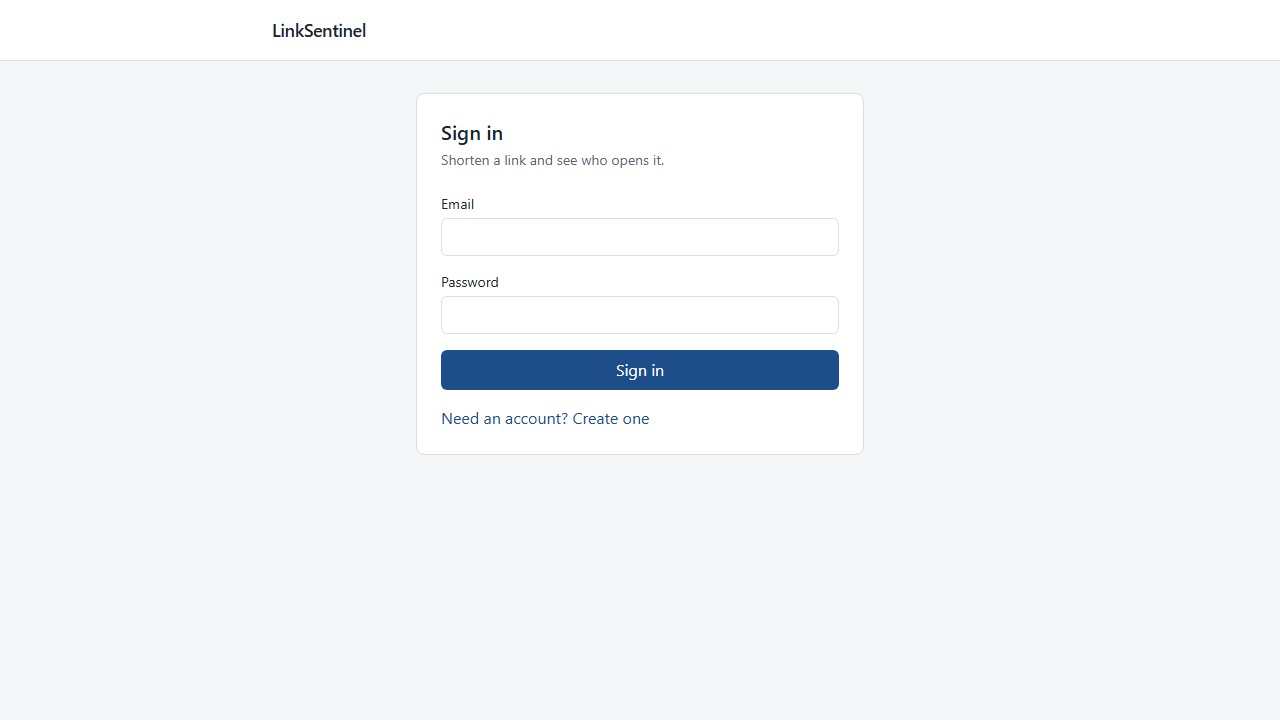 LinkSentinel
Sign in
Shorten a link and see who opens it.
Email
Password
Sign in
Need an account? Create one